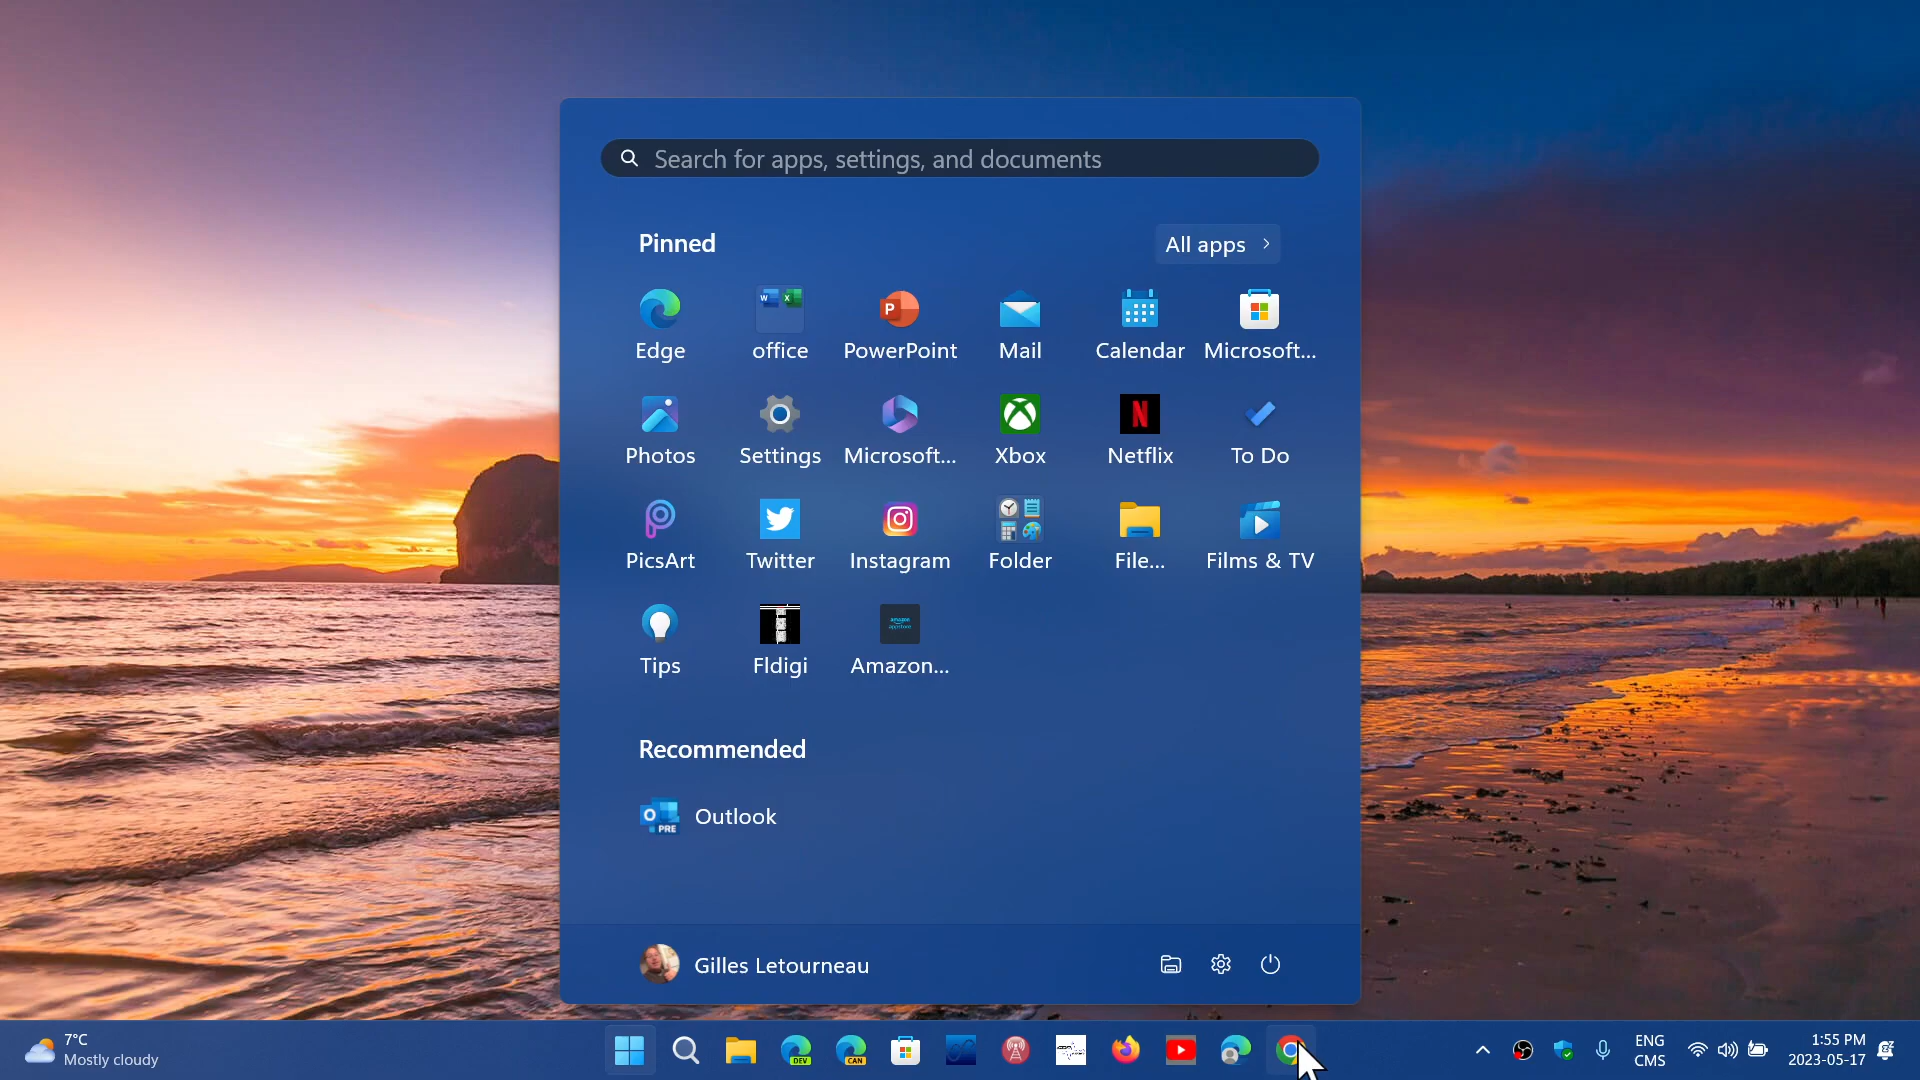 Search for apps, settings, and documents
Pinned
All apps
Edge
office
PowerPoint
Mail
Calendar
Microsoft...
Photos
Settings
Microsoft...
Xbox
Netflix
To Do
PicsArt
Twitter
Instagram
Folder
File...
Films & TV
Tips
Fldigi
Amazon...
Recommended
Outlook
Gilles Letourneau
7°C
Mostly cloudy
DEV
CAN
ENG
CMS
1:55 PM
2023-05-17